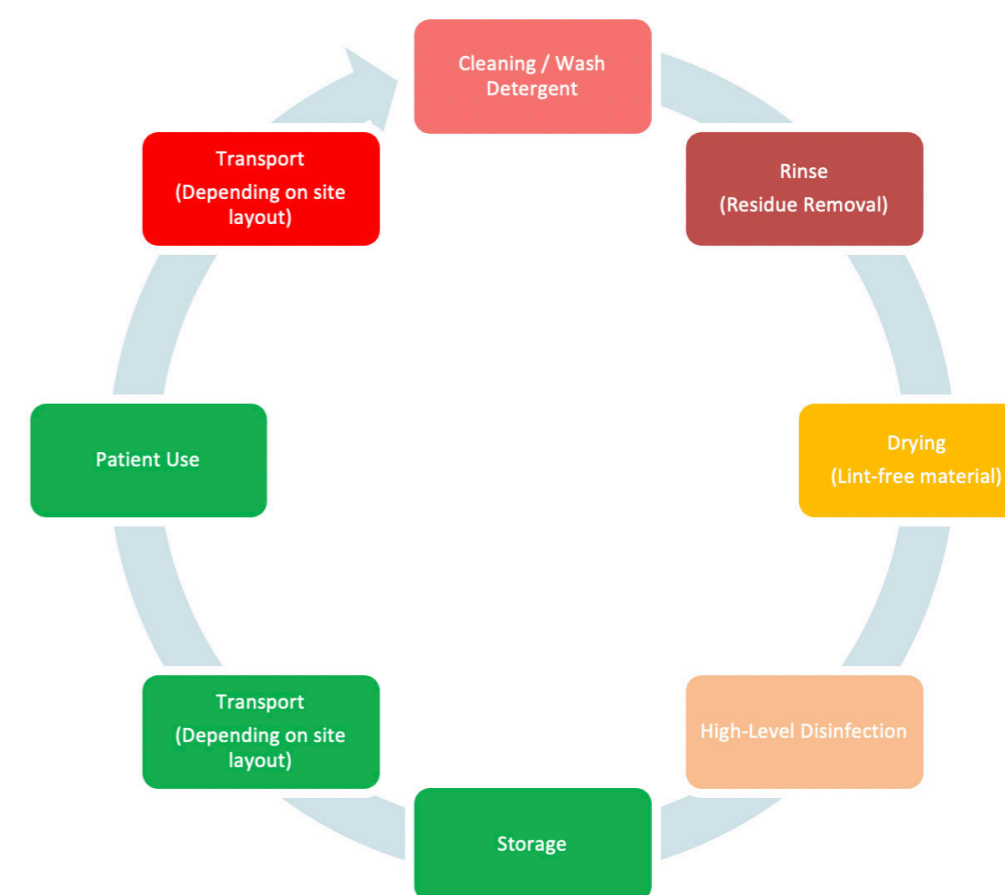 Cleaning / Wash
Detergent
Rinse
(Residue Removal)
Drying
(Lint-free material)
High-Level Disinfection
Storage
Transport
(Depending on site
layout)
Patient Use
Transport
(Depending on site
layout)